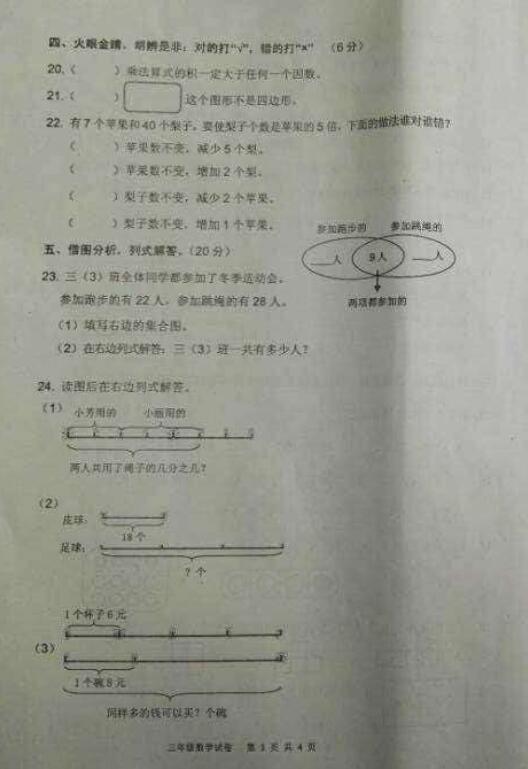 四、火眼金睛，明辨是非：对的打“√”，错的打“×” （6分）
20.（ ）乘法算式的积一定大于任何一个因数。
21.（ ） 这个图形不是四边形。
22. 有7个苹果和40个梨子，要使梨子个数是苹果的5倍，下面的做法谁对谁错？
（ ）苹果数不变，减少5个梨。
（ ）苹果数不变，增加2个梨。
（ ）梨子数不变，减少2个苹果。
（ ）梨子数不变，增加1个苹果。
五、借图分析，列式解答。（20分）
参加跑步的 参加跳绳的
__人 9人 __人
两项都参加的
23. 三（3）班全体同学都参加了冬季运动会。
参加跑步的有22人，参加跳绳的有28人。
（1）填写右边的集合图。
（2）在右边列式解答：三（3）班一共有多少人？
24. 读图后在右边列式解答。
（1） 小芳用的 小丽用的
两人共用了绳子的几分之几？
（2）
皮球：
18个
足球：
？个
（3）
1个杯子6元
1个碗8元
同样多的钱可以买？个碗
三年级数学试卷 第3页共4页